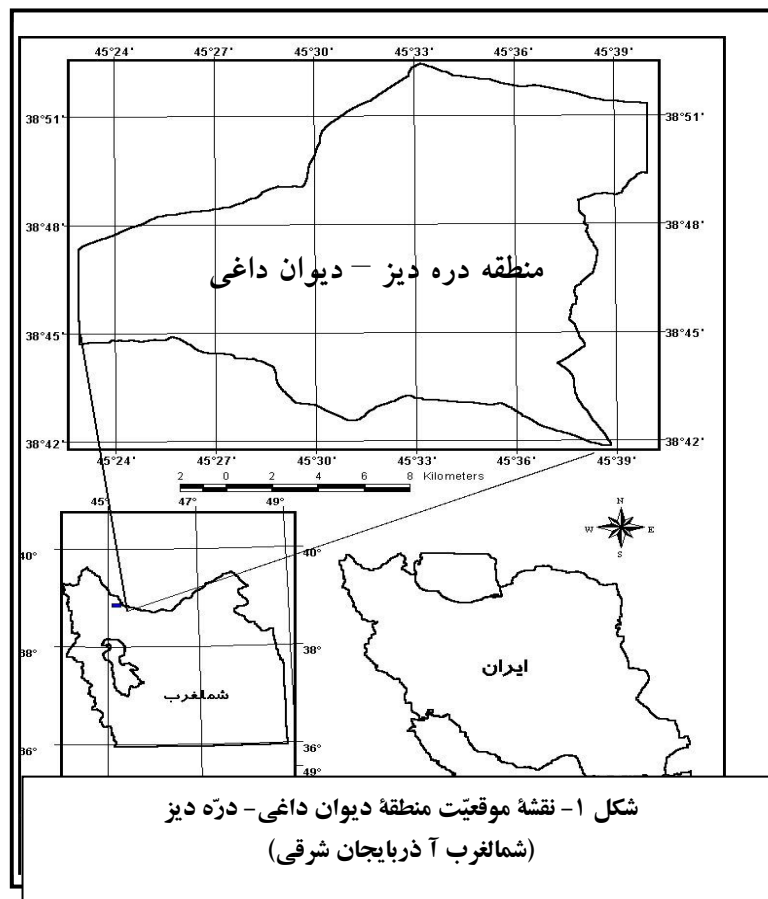 45°24' 45°27' 45°30' 45°33' 45°36' 45°39'
38°51' 38°51'
38°48' 38°48'
منطقه دره دیز – دیوان داغی
38°45' 38°45'
38°42' 38°42'
45°24' 45°27' 45°30' 45°33' 45°36' 45°39'
2 0 2 4 6 8 Kilometers
45° 47° 49°
N
W E
S
40° 40°
38° 38°
ایران
شمالغرب
36° 36°
49°
شکل ۱- نقشهٔ موقعیّت منطقهٔ دیوان داغی- درّه دیز
(شمالغرب آ ذربایجان شرقی)